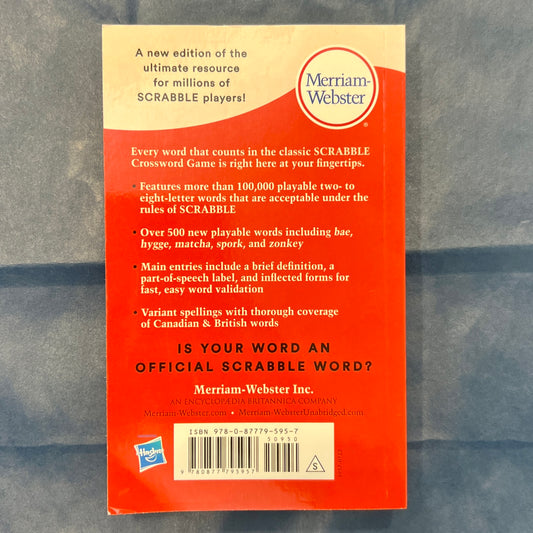 A new edition of the
ultimate resource
for millions of
SCRABBLE players!
Merriam-
Webster
®
Every word that counts in the classic SCRABBLE
Crossword Game is right here at your fingertips.
• Features more than 100,000 playable two- to
eight-letter words that are acceptable under the
rules of SCRABBLE
• Over 500 new playable words including bae,
hygge, matcha, spork, and zonkey
• Main entries include a brief definition, a
part-of-speech label, and inflected forms for
fast, easy word validation
• Variant spellings with thorough coverage
of Canadian & British words
IS YOUR WORD AN
OFFICIAL SCRABBLE WORD?
Merriam-Webster Inc.
AN ENCYCLOPÆDIA BRITANNICA COMPANY
Merriam-Webster.com • Merriam-WebsterUnabridged.com
ISBN 978-0-87779-595-7
50950
9 780877 795957
S
Hasbro